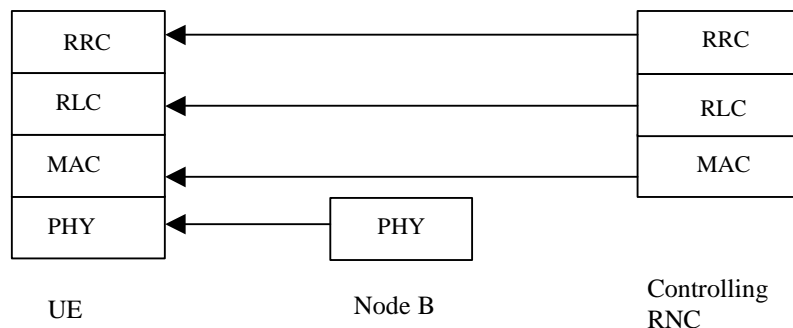 RRC
RRC
RLC
RLC
MAC
MAC
PHY
PHY
UE
Node B
Controlling
RNC